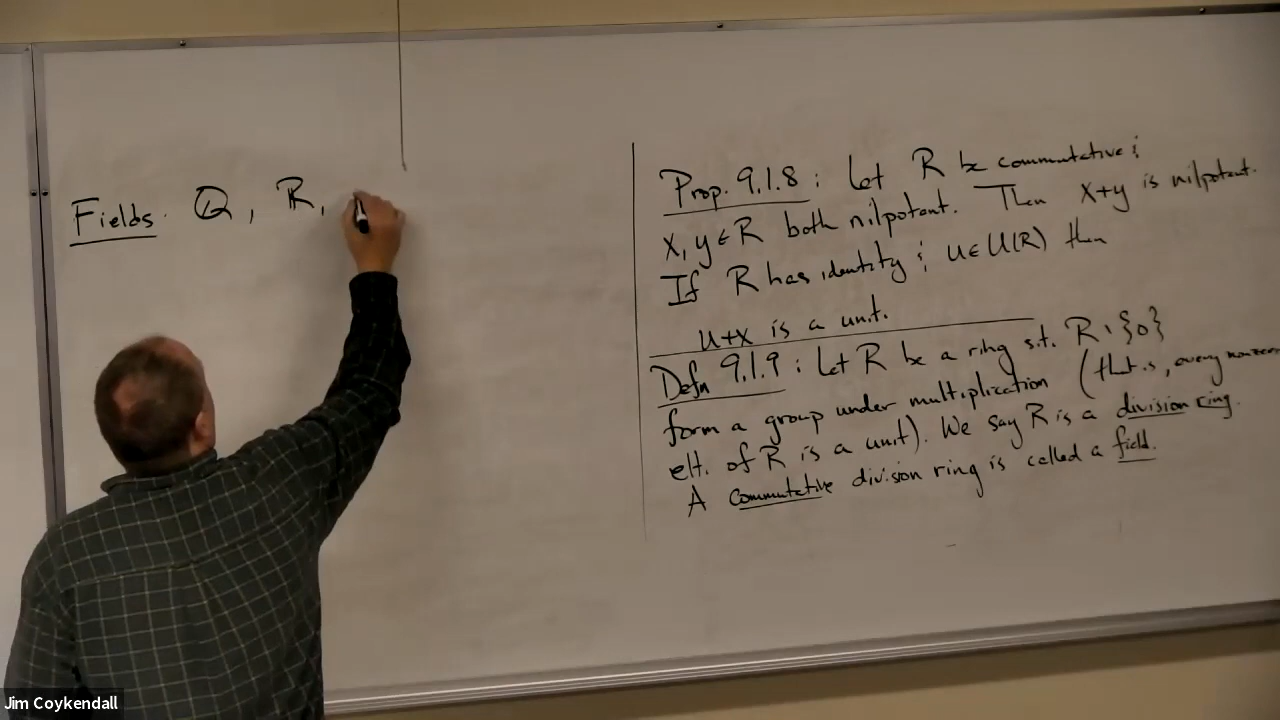 Fields: Q, R,
Prop. 9.1.8: Let R be commutative &
x, y ∈ R both nilpotent. Then x+y is nilpotent.
If R has identity & u ∈ U(R) then
u+x is a unit.
Defn 9.1.9: Let R be a ring s.t. R \ {0}
form a group under multiplication (that is, every nonzero
elt. of R is a unit). We say R is a division ring.
A commutative division ring is called a field.
Jim Coykendall